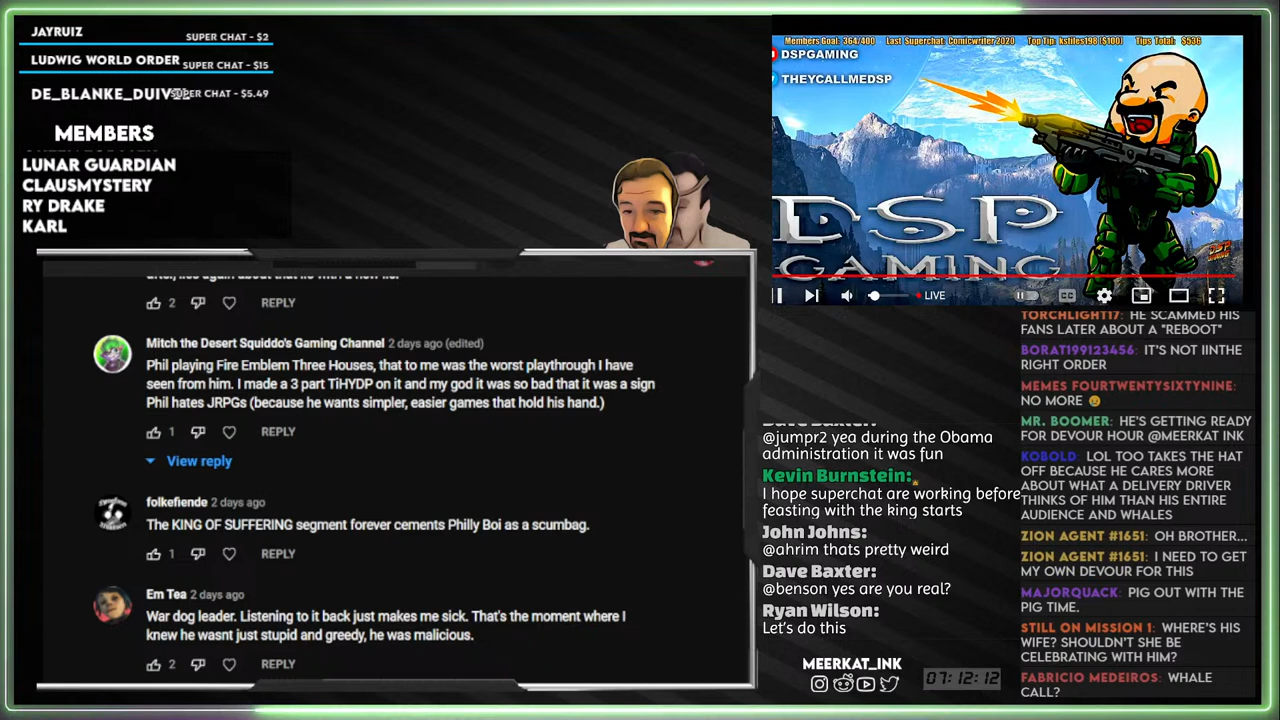 JAYRUIZ
SUPER CHAT - $2
LUDWIG WORLD ORDER
SUPER CHAT - $15
SUPER CHAT - $5.49
MEMBERS
LUNAR GUARDIAN
CLAUSMYSTERY
RY DRAKE
KARL
Members Goal: 364/400 Last Superchat: Comicwriter2020 Top Tip: ksfiles198 ($100) Tips Total: $536
DSPGAMING
THEYCALLMEDSP
DSP
GAMING
LIVE
2
REPLY
Mitch the Desert Squiddo's Gaming Channel 2 days ago (edited)
Phil playing Fire Emblem Three Houses, that to me was the worst playthrough I have
seen from him. I made a 3 part TiHYDP on it and my god it was so bad that it was a sign
Phil hates JRPGs (because he wants simpler, easier games that hold his hand.)
1
REPLY
View reply
folkefiende 2 days ago
The KING OF SUFFERING segment forever cements Philly Boi as a scumbag.
1
REPLY
Em Tea 2 days ago
War dog leader. Listening to it back just makes me sick. That's the moment where I
knew he wasnt just stupid and greedy, he was malicious.
2
REPLY
Dave Baxter:
@jumpr2 yea during the Obama
administration it was fun
Kevin Burnstein:
I hope superchat are working before
feasting with the king starts
John Johns:
@ahrim thats pretty weird
Dave Baxter:
@benson yes are you real?
Ryan Wilson:
Let's do this
MEERKAT_INK
07:12:12
TORCHLIGHT17: HE SCAMMED HIS
FANS LATER ABOUT A "REBOOT"
BORAT199123456: IT'S NOT IINTHE
RIGHT ORDER
MEMES FOURTWENTYSIXTYNINE:
NO MORE
MR. BOOMER: HE'S GETTING READY
FOR DEVOUR HOUR @MEERKAT INK
KOBOLD: LOL TOO TAKES THE HAT
OFF BECAUSE HE CARES MORE
ABOUT WHAT A DELIVERY DRIVER
THINKS OF HIM THAN HIS ENTIRE
AUDIENCE AND WHALES
ZION AGENT #1651: OH BROTHER...
ZION AGENT #1651: I NEED TO GET
MY OWN DEVOUR FOR THIS
MAJORQUACK: PIG OUT WITH THE
PIG TIME.
STILL ON MISSION 1: WHERE'S HIS
WIFE? SHOULDN'T SHE BE
CELEBRATING WITH HIM?
FABRICIO MEDEIROS: WHALE
CALL?